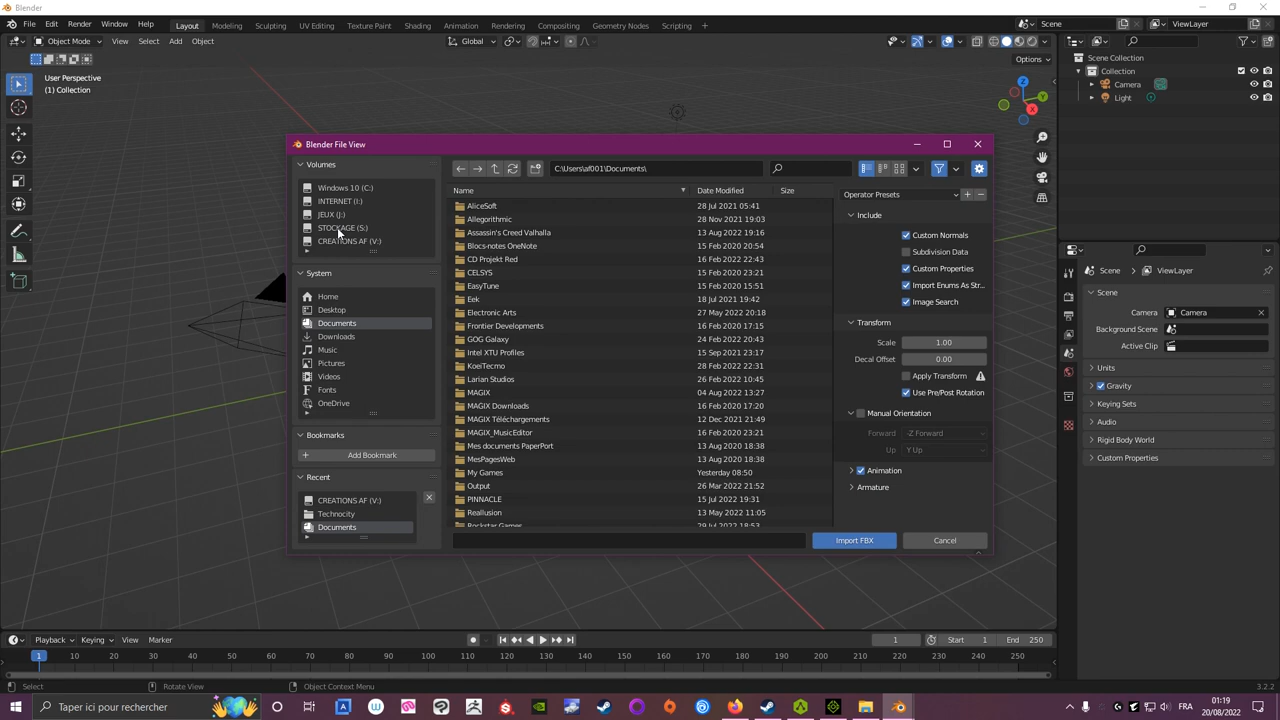 Blender
File Edit Render Window Help Layout Modeling Sculpting UV Editing Texture Paint Shading Animation Rendering Compositing Geometry Nodes Scripting + Scene ViewLayer
Object Mode View Select Add Object Global
Options
User Perspective
(1) Collection
Z
Y
X
Scene Collection
Collection
Camera
Light
Blender File View
Volumes
Windows 10 (C:)
INTERNET (I:)
JEUX (J:)
STOCKAGE (S:)
CREATIONS AF (V:)
System
Home
Desktop
Documents
Downloads
Music
Pictures
Videos
Fonts
OneDrive
Bookmarks
+ Add Bookmark
Recent
CREATIONS AF (V:)
Technocity
Documents
C:\Users\af001\Documents\
Name Date Modified Size
AliceSoft 28 Jul 2021 05:41
Allegorithmic 28 Nov 2021 19:03
Assassin's Creed Valhalla 13 Aug 2022 19:16
Blocs-notes OneNote 15 Feb 2020 20:54
CD Projekt Red 16 Feb 2022 22:43
CELSYS 15 Feb 2020 23:21
EasyTune 15 Feb 2020 15:51
Eek 18 Jul 2021 19:42
Electronic Arts 27 May 2022 20:18
Frontier Developments 16 Feb 2020 17:15
GOG Galaxy 24 Feb 2022 20:43
Intel XTU Profiles 15 Sep 2021 23:17
KoeiTecmo 28 Feb 2022 22:31
Larian Studios 26 Feb 2022 10:45
MAGIX 04 Aug 2022 13:27
MAGIX Downloads 16 Feb 2020 17:20
MAGIX Téléchargements 12 Dec 2021 21:49
MAGIX_MusicEditor 16 Feb 2020 23:21
Mes documents PaperPort 13 Aug 2020 18:38
MesPagesWeb 13 Aug 2020 18:38
My Games Yesterday 08:50
Output 26 Mar 2022 21:52
PINNACLE 15 Jul 2022 19:31
Reallusion 13 May 2022 11:05
Rockstar Games 29 Jul 2022 18:53
Operator Presets + −
Include
Custom Normals
Subdivision Data
Custom Properties
Import Enums As Str...
Image Search
Transform
Scale 1.00
Decal Offset 0.00
Apply Transform
Use Pre/Post Rotation
Manual Orientation
Forward -Z Forward
Up Y Up
Animation
Armature
Import FBX Cancel
Scene ViewLayer
Scene
Camera Camera
Background Scene
Active Clip
Units
Gravity
Keying Sets
Audio
Rigid Body World
Custom Properties
Playback Keying View Marker 1 Start 1 End 250
1 10 20 30 40 50 60 70 80 90 100 110 120 130 140 150 160 170 180 190 200 210 220 230 240 250
Select Rotate View Object Context Menu 3.2.2
Taper ici pour rechercher FRA 01:19
20/08/2022